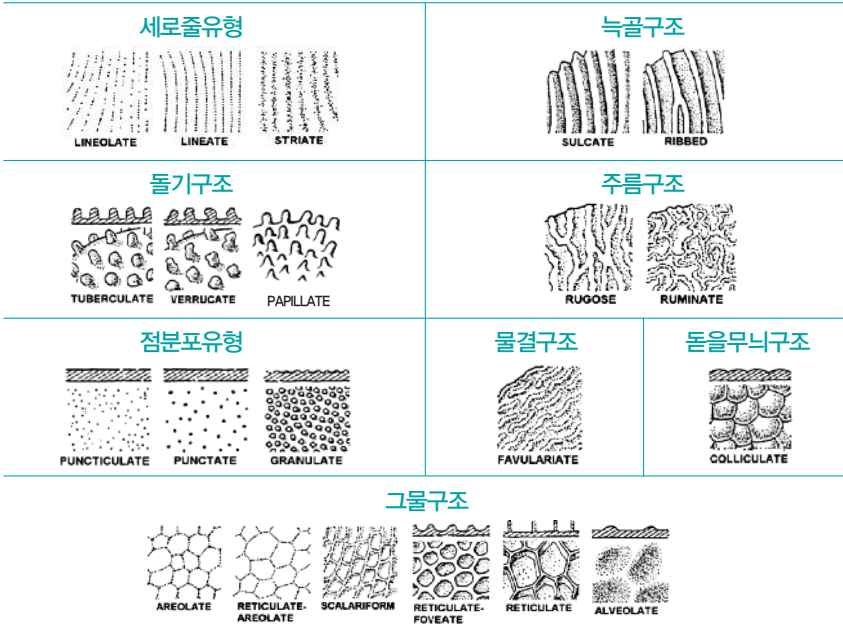 세로줄유형
LINEOLATE LINEATE STRIATE
늑골구조
SULCATE RIBBED
돌기구조
TUBERCULATE VERRUCATE PAPILLATE
주름구조
RUGOSE RUMINATE
점분포유형
PUNCTICULATE PUNCTATE GRANULATE
물결구조
FAVULARIATE
돋을무늬구조
COLLICULATE
그물구조
AREOLATE RETICULATE-AREOLATE SCALARIFORM RETICULATE-FOVEATE RETICULATE ALVEOLATE